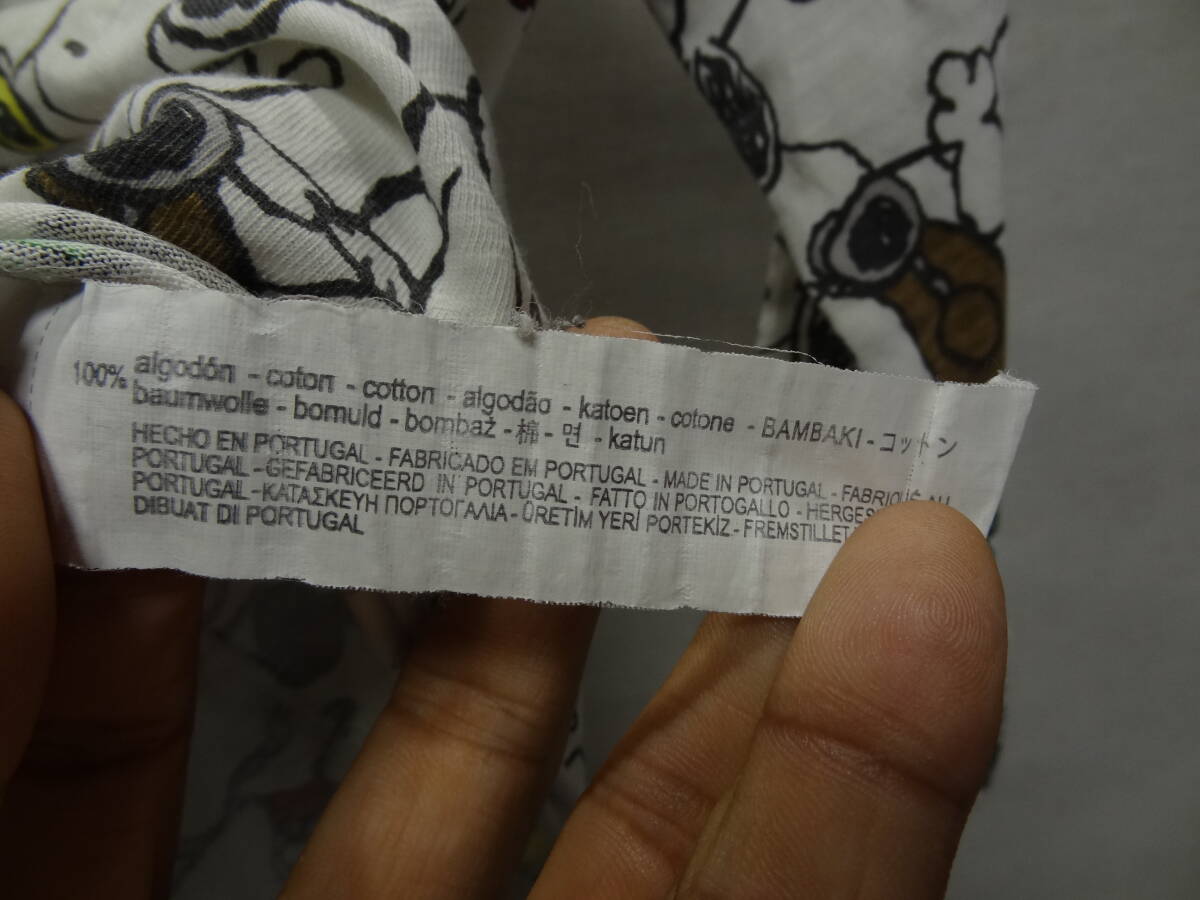 100% algodón - coton - cotton - algodão - katoen - cotone - BAMBAKI - コットン
baumwolle - bomuld - bombaž - 棉 - 면 - katun
HECHO EN PORTUGAL - FABRICADO EM PORTUGAL - MADE IN PORTUGAL - FABRIQUÉ AU
PORTUGAL - GEFABRICEERD IN PORTUGAL - FATTO IN PORTOGALLO -
PORTUGAL - ΚΑΤΑΣΚΕΥΗ ΠΟΡΤΟΓΑΛΙΑ - ÜRETİM YERİ PORTEKİZ - FREMSTILLET
DIBUAT DI PORTUGAL